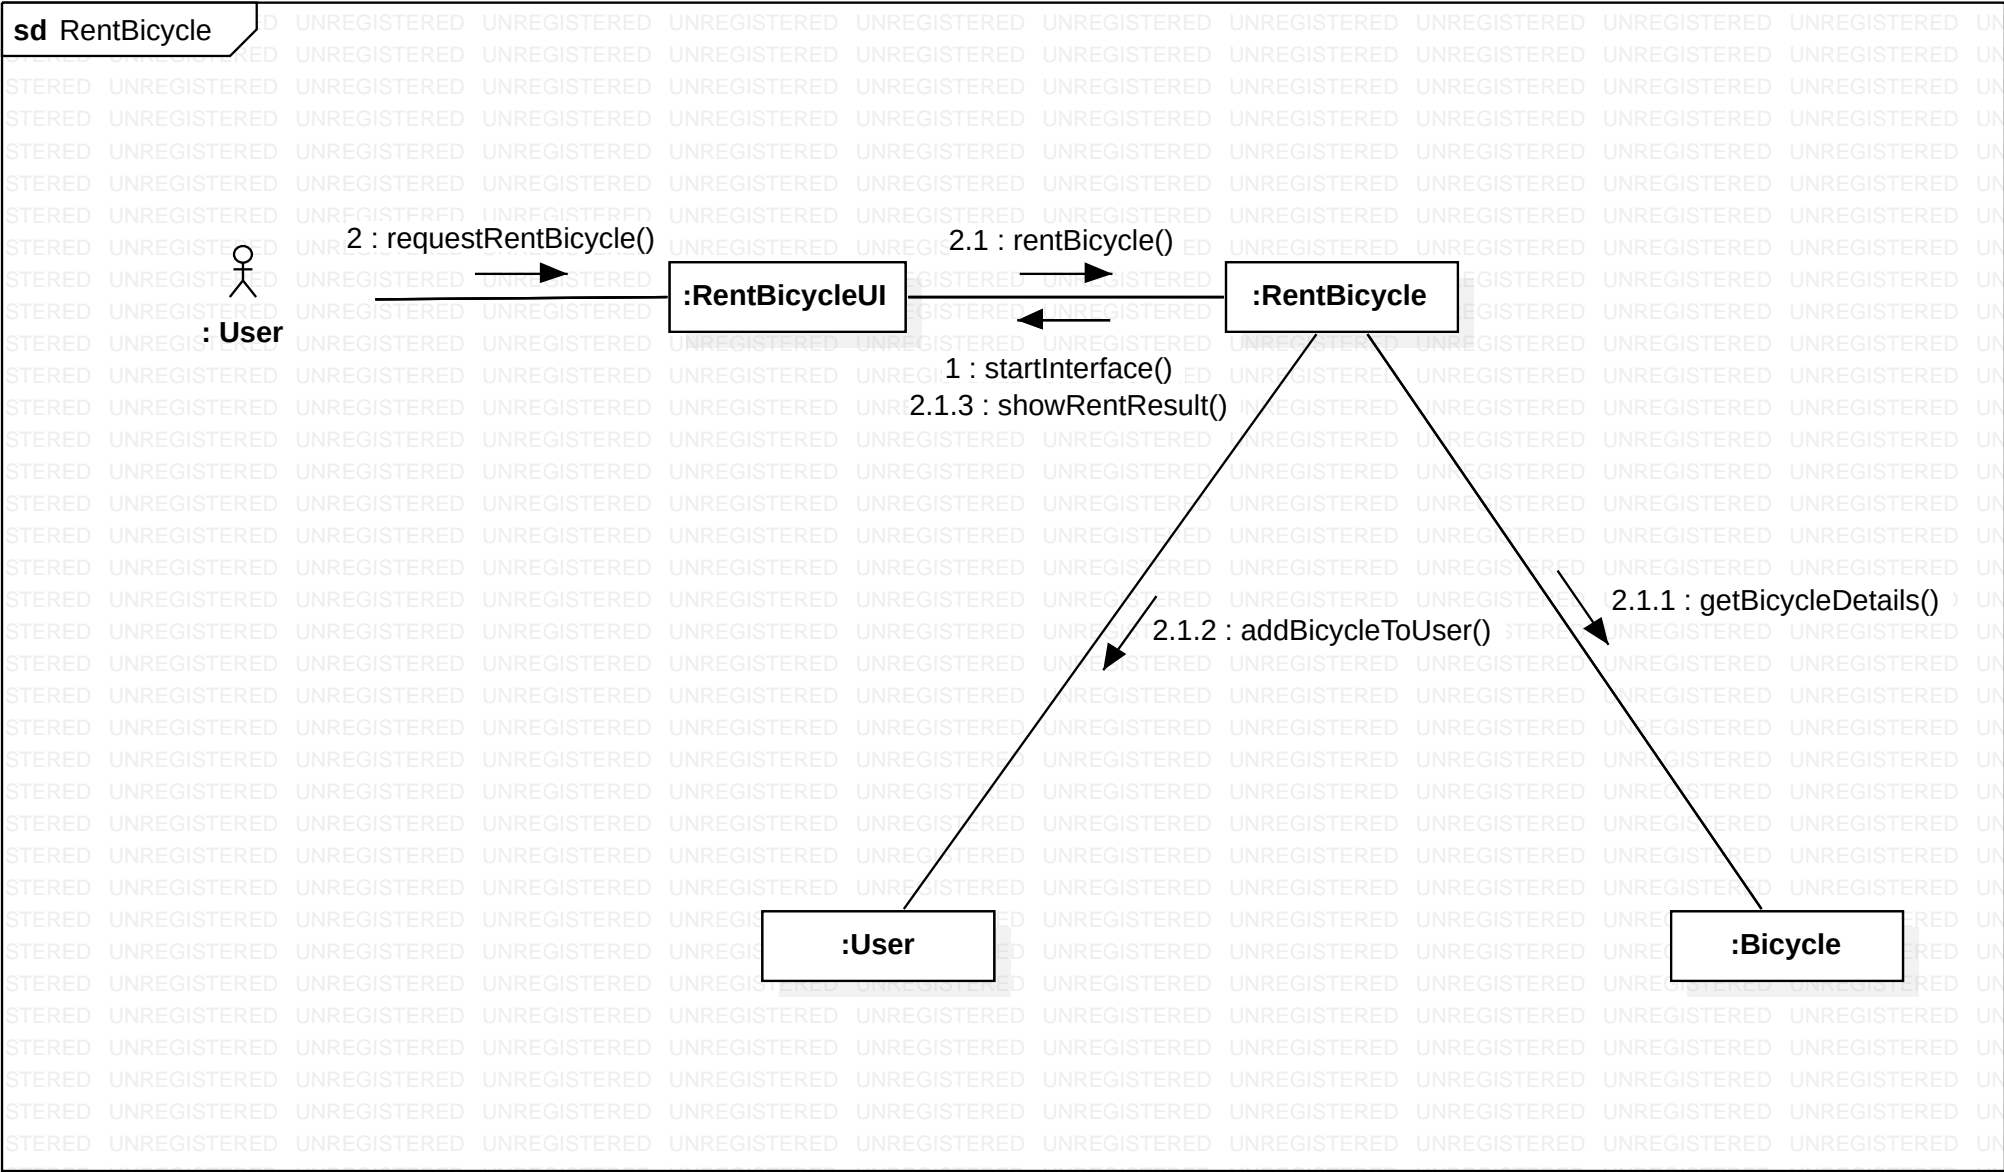 sd RentBicycle
2 : requestRentBicycle()
2.1 : rentBicycle()
: User
:RentBicycleUI
:RentBicycle
1 : startInterface()
2.1.3 : showRentResult()
2.1.2 : addBicycleToUser()
2.1.1 : getBicycleDetails()
:User
:Bicycle
UNREGISTERED